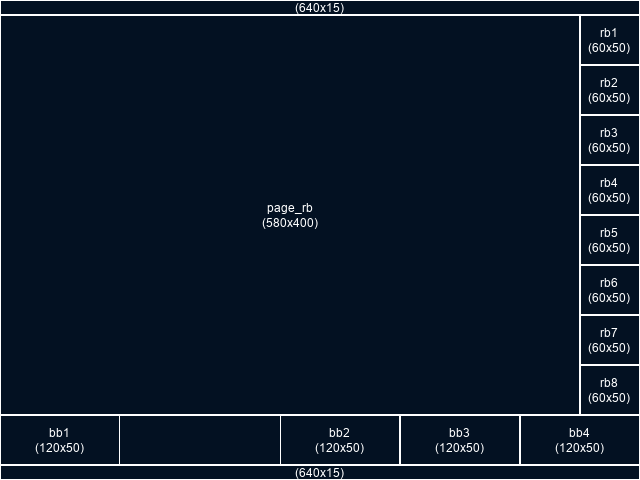 (640x15)
rb1
(60x50)
rb2
(60x50)
rb3
(60x50)
rb4
(60x50)
page_rb
(580x400)
rb5
(60x50)
rb6
(60x50)
rb7
(60x50)
rb8
(60x50)
bb1
(120x50)
bb2
(120x50)
bb3
(120x50)
bb4
(120x50)
(640x15)